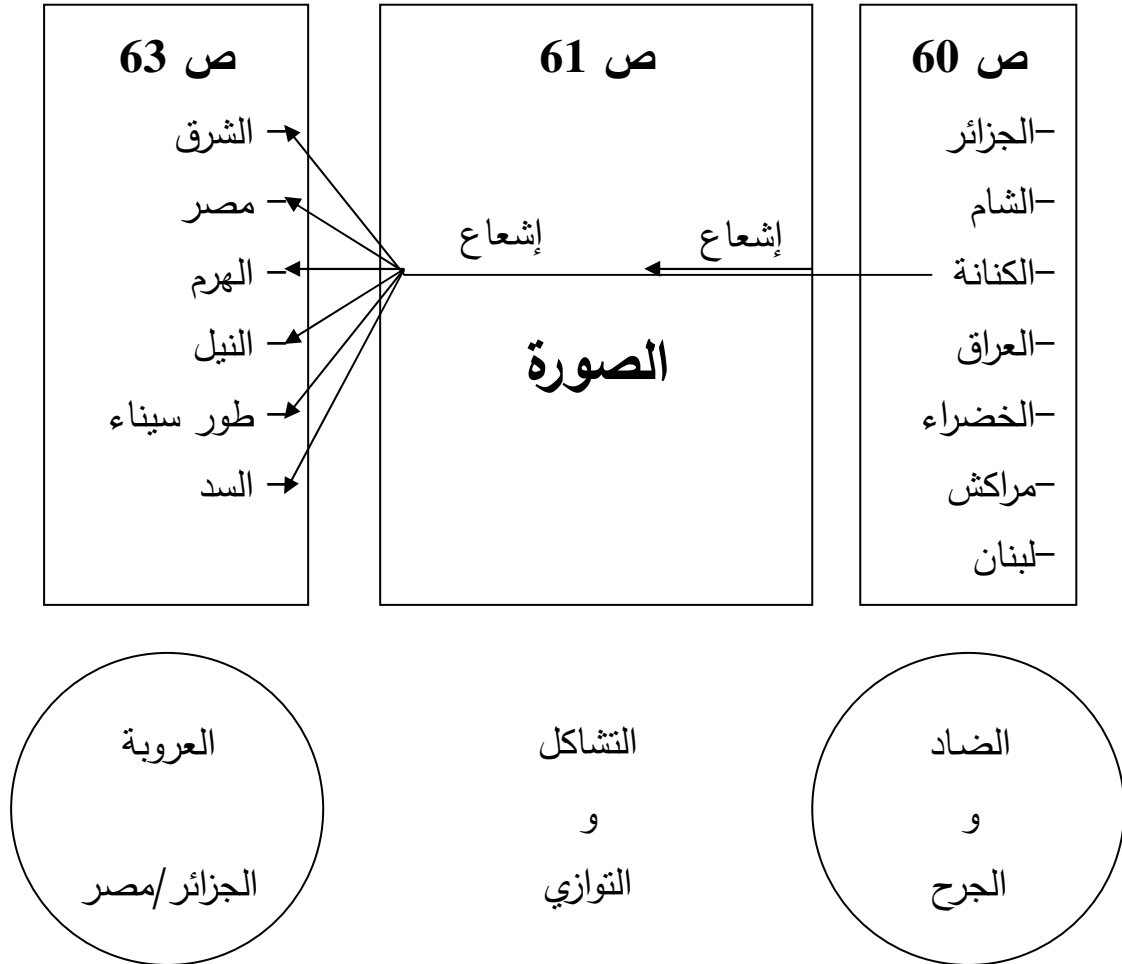 ص 60
-الجزائر
-الشام
-الكنانة
-العراق
-الخضراء
-مراكش
-لبنان
ص 61
إشعاع
إشعاع
الصورة
ص 63
- الشرق
- مصر
- الهرم
- النيل
- طور سيناء
- السد
الضاد
و
الجرح
التشاكل
و
التوازي
العروبة
الجزائر/مصر